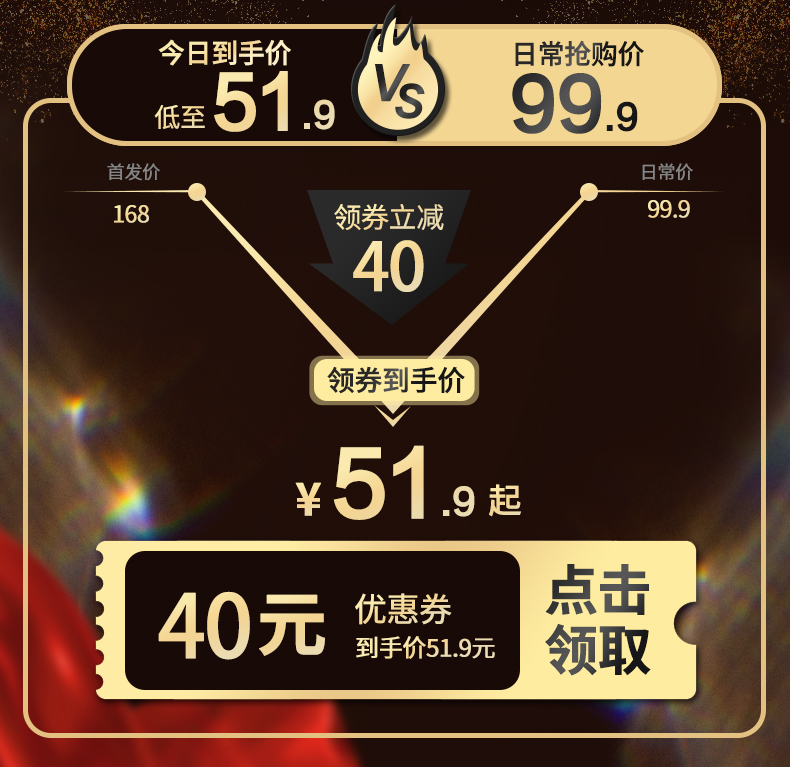 今日到手价
低至51.9
VS
日常抢购价
99.9
首发价
168
日常价
99.9
领券立减
40
领券到手价
¥51.9起
40元
优惠券
到手价51.9元
点击
领取